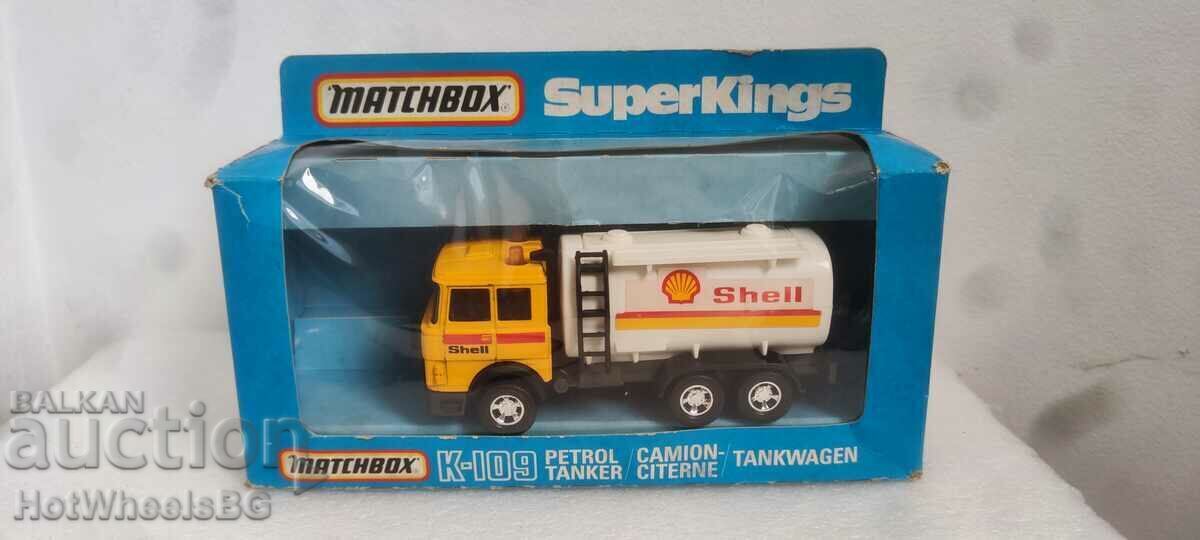 MATCHBOX® SuperKings
Shell
Shell
MATCHBOX® K-109 PETROL TANKER / CAMION-CITERNE / TANKWAGEN
BALKAN
auction
HotWheelsBG